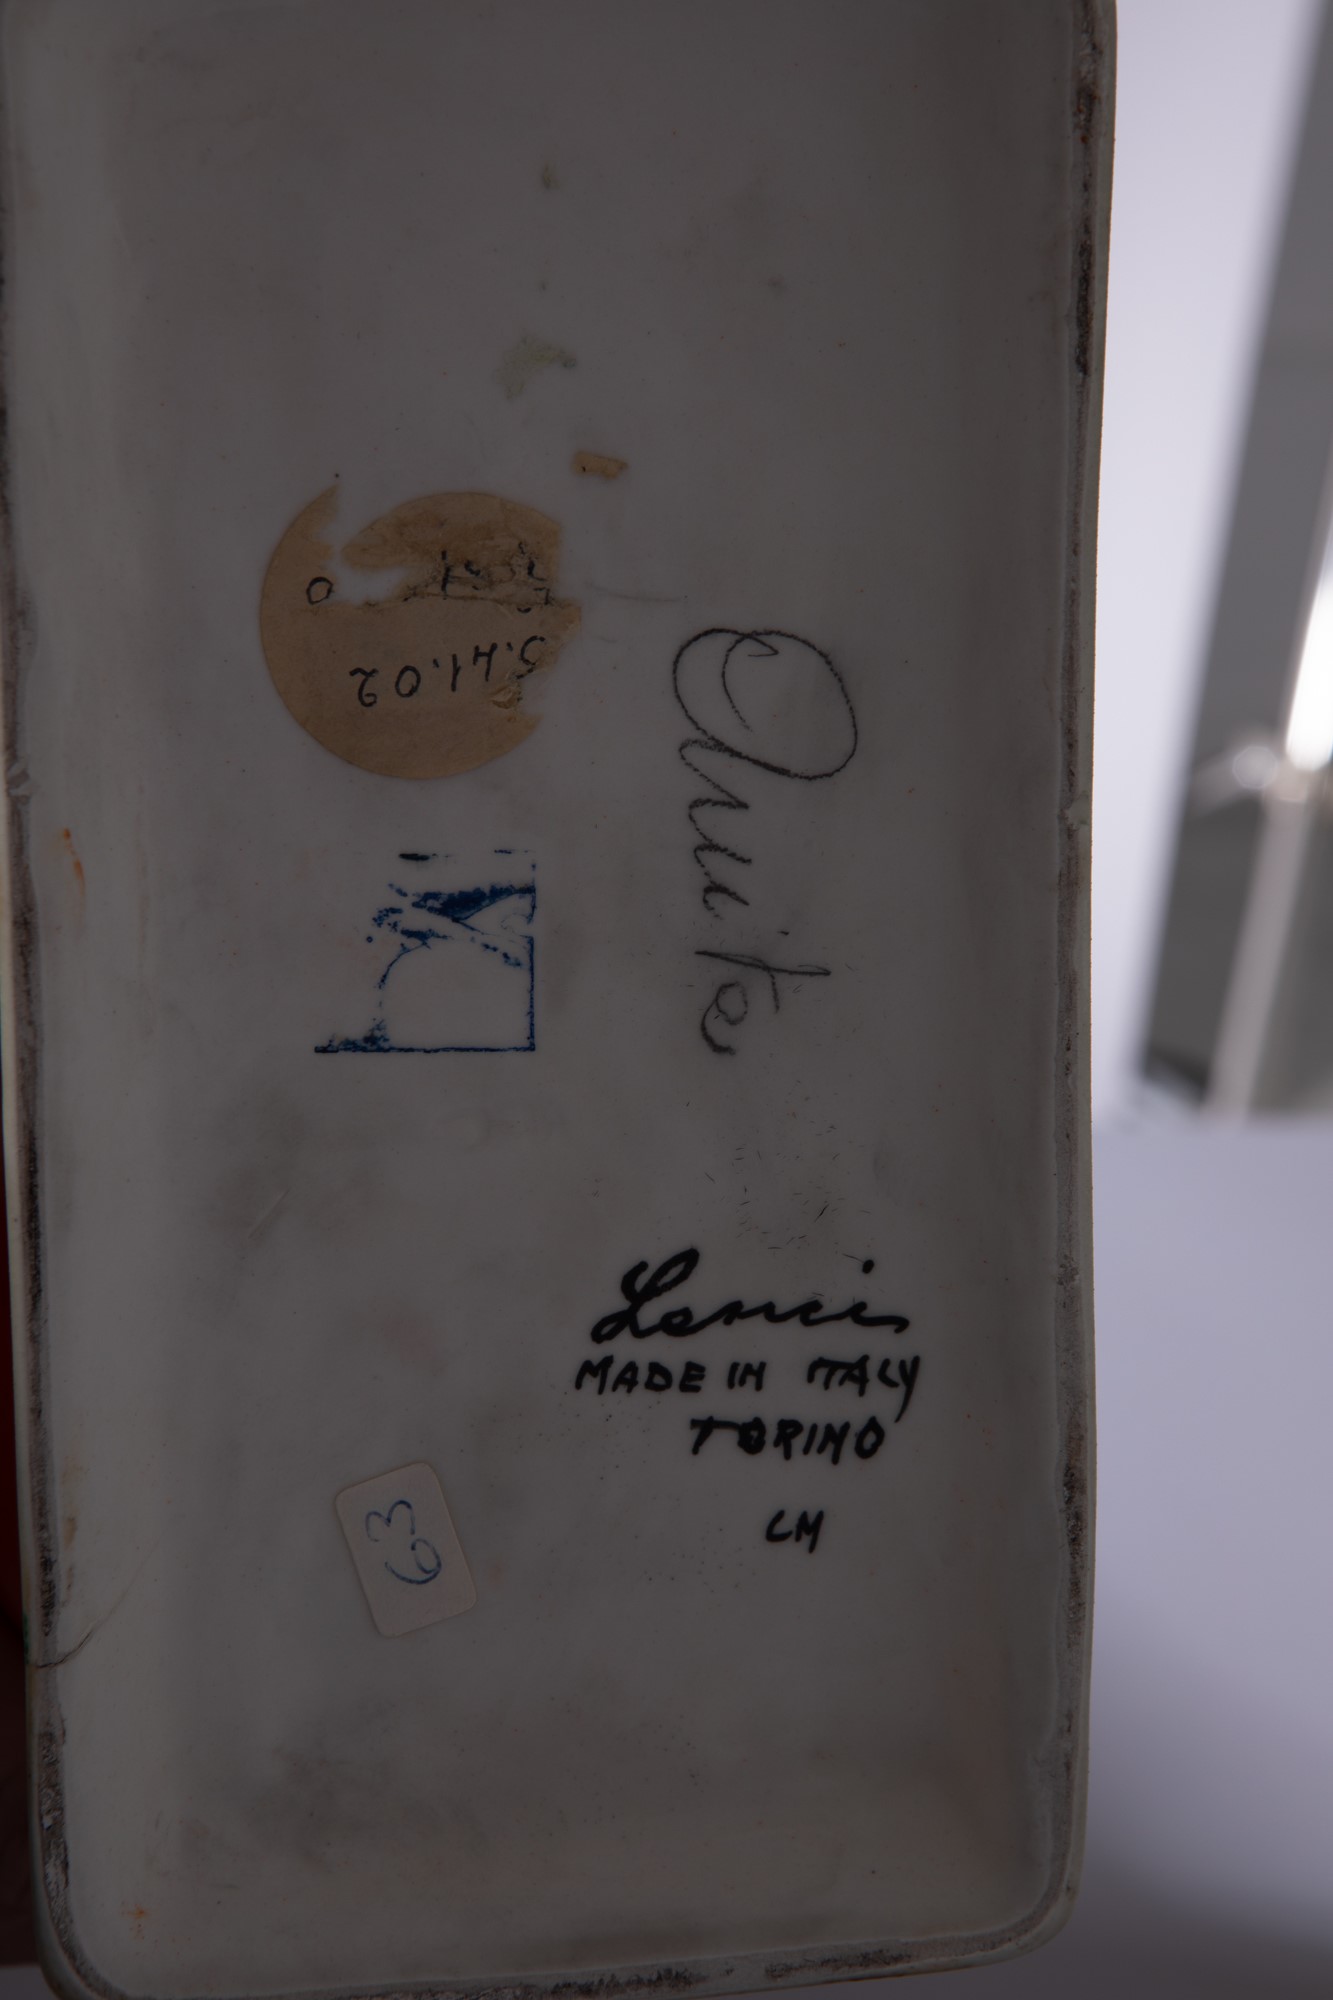 5.41.02
Lenci
MADE IN ITALY
TORINO
LM
63